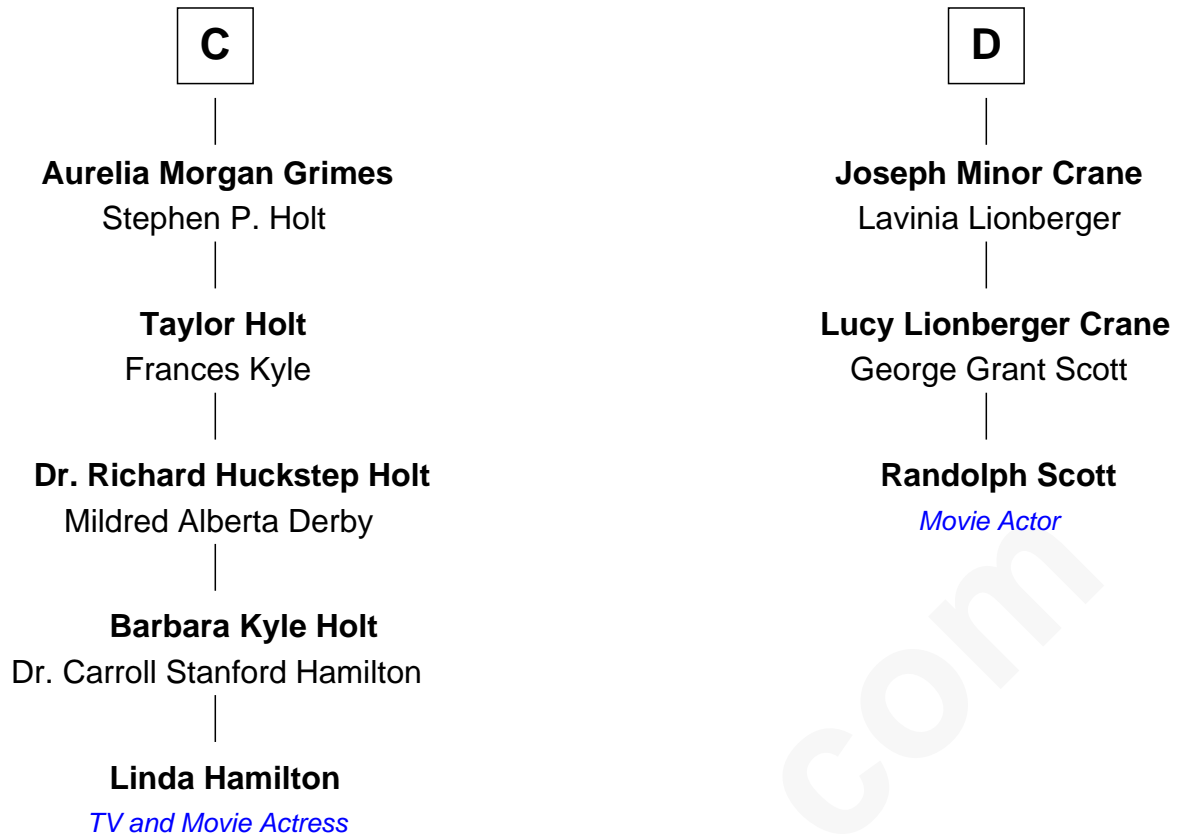 C
Aurelia Morgan Grimes
Stephen P. Holt
Taylor Holt
Frances Kyle
Dr. Richard Huckstep Holt
Mildred Alberta Derby
Barbara Kyle Holt
Dr. Carroll Stanford Hamilton
Linda Hamilton
TV and Movie Actress
D
Joseph Minor Crane
Lavinia Lionberger
Lucy Lionberger Crane
George Grant Scott
Randolph Scott
Movie Actor
com